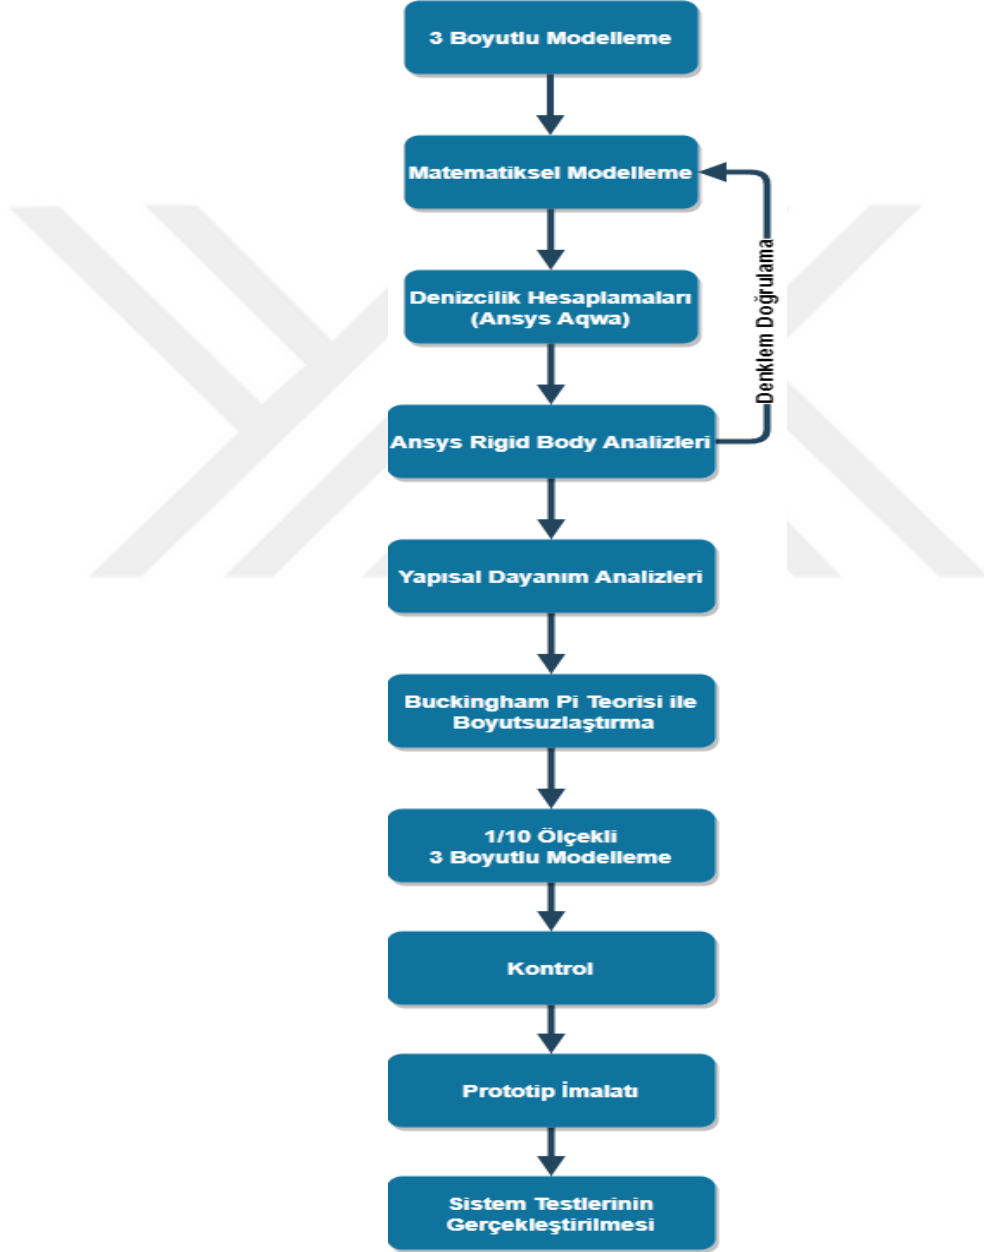 3 Boyutlu Modelleme
Matematiksel Modelleme
Denizcilik Hesaplamaları
(Ansys Aqwa)
Denklem Doğrulama
Ansys Rigid Body Analizleri
Yapısal Dayanım Analizleri
Buckingham Pi Teorisi ile
Boyutsuzlaştırma
1/10 Ölçekli
3 Boyutlu Modelleme
Kontrol
Prototip İmalatı
Sistem Testlerinin
Gerçekleştirilmesi